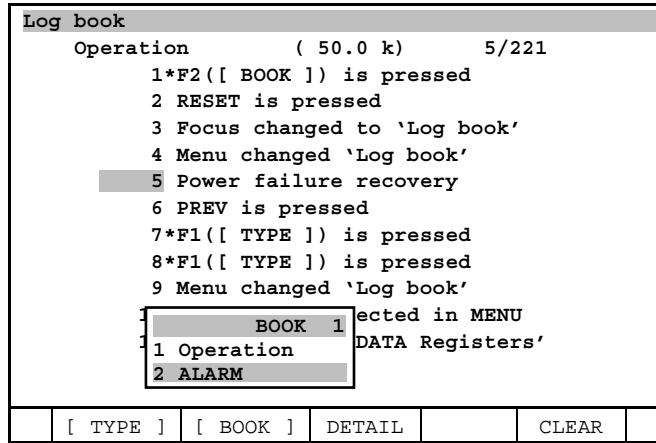 Log book
Operation ( 50.0 k) 5/221
1*F2([ BOOK ]) is pressed
2 RESET is pressed
3 Focus changed to ‘Log book’
4 Menu changed ‘Log book’
5 Power failure recovery
6 PREV is pressed
7*F1([ TYPE ]) is pressed
8*F1([ TYPE ]) is pressed
9 Menu changed ‘Log book’
1 ected in MENU
1 DATA Registers’
BOOK 1
1 Operation
2 ALARM
[ TYPE ] [ BOOK ] DETAIL CLEAR